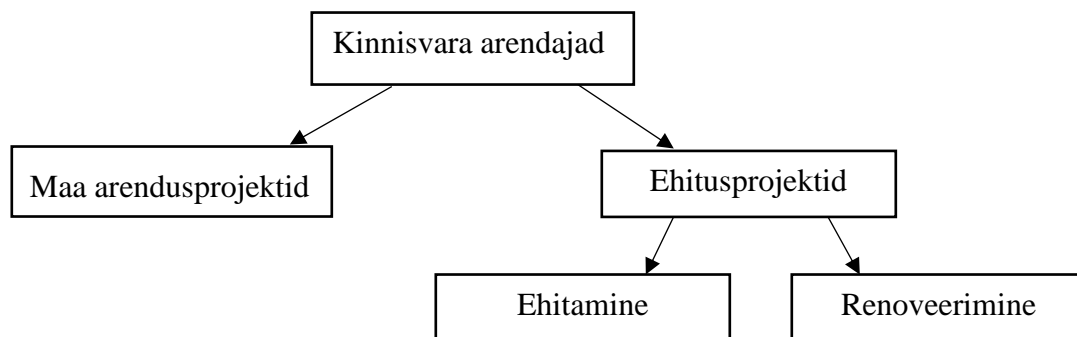 Kinnisvara arendajad
Maa arendusprojektid
Ehitusprojektid
Ehitamine
Renoveerimine